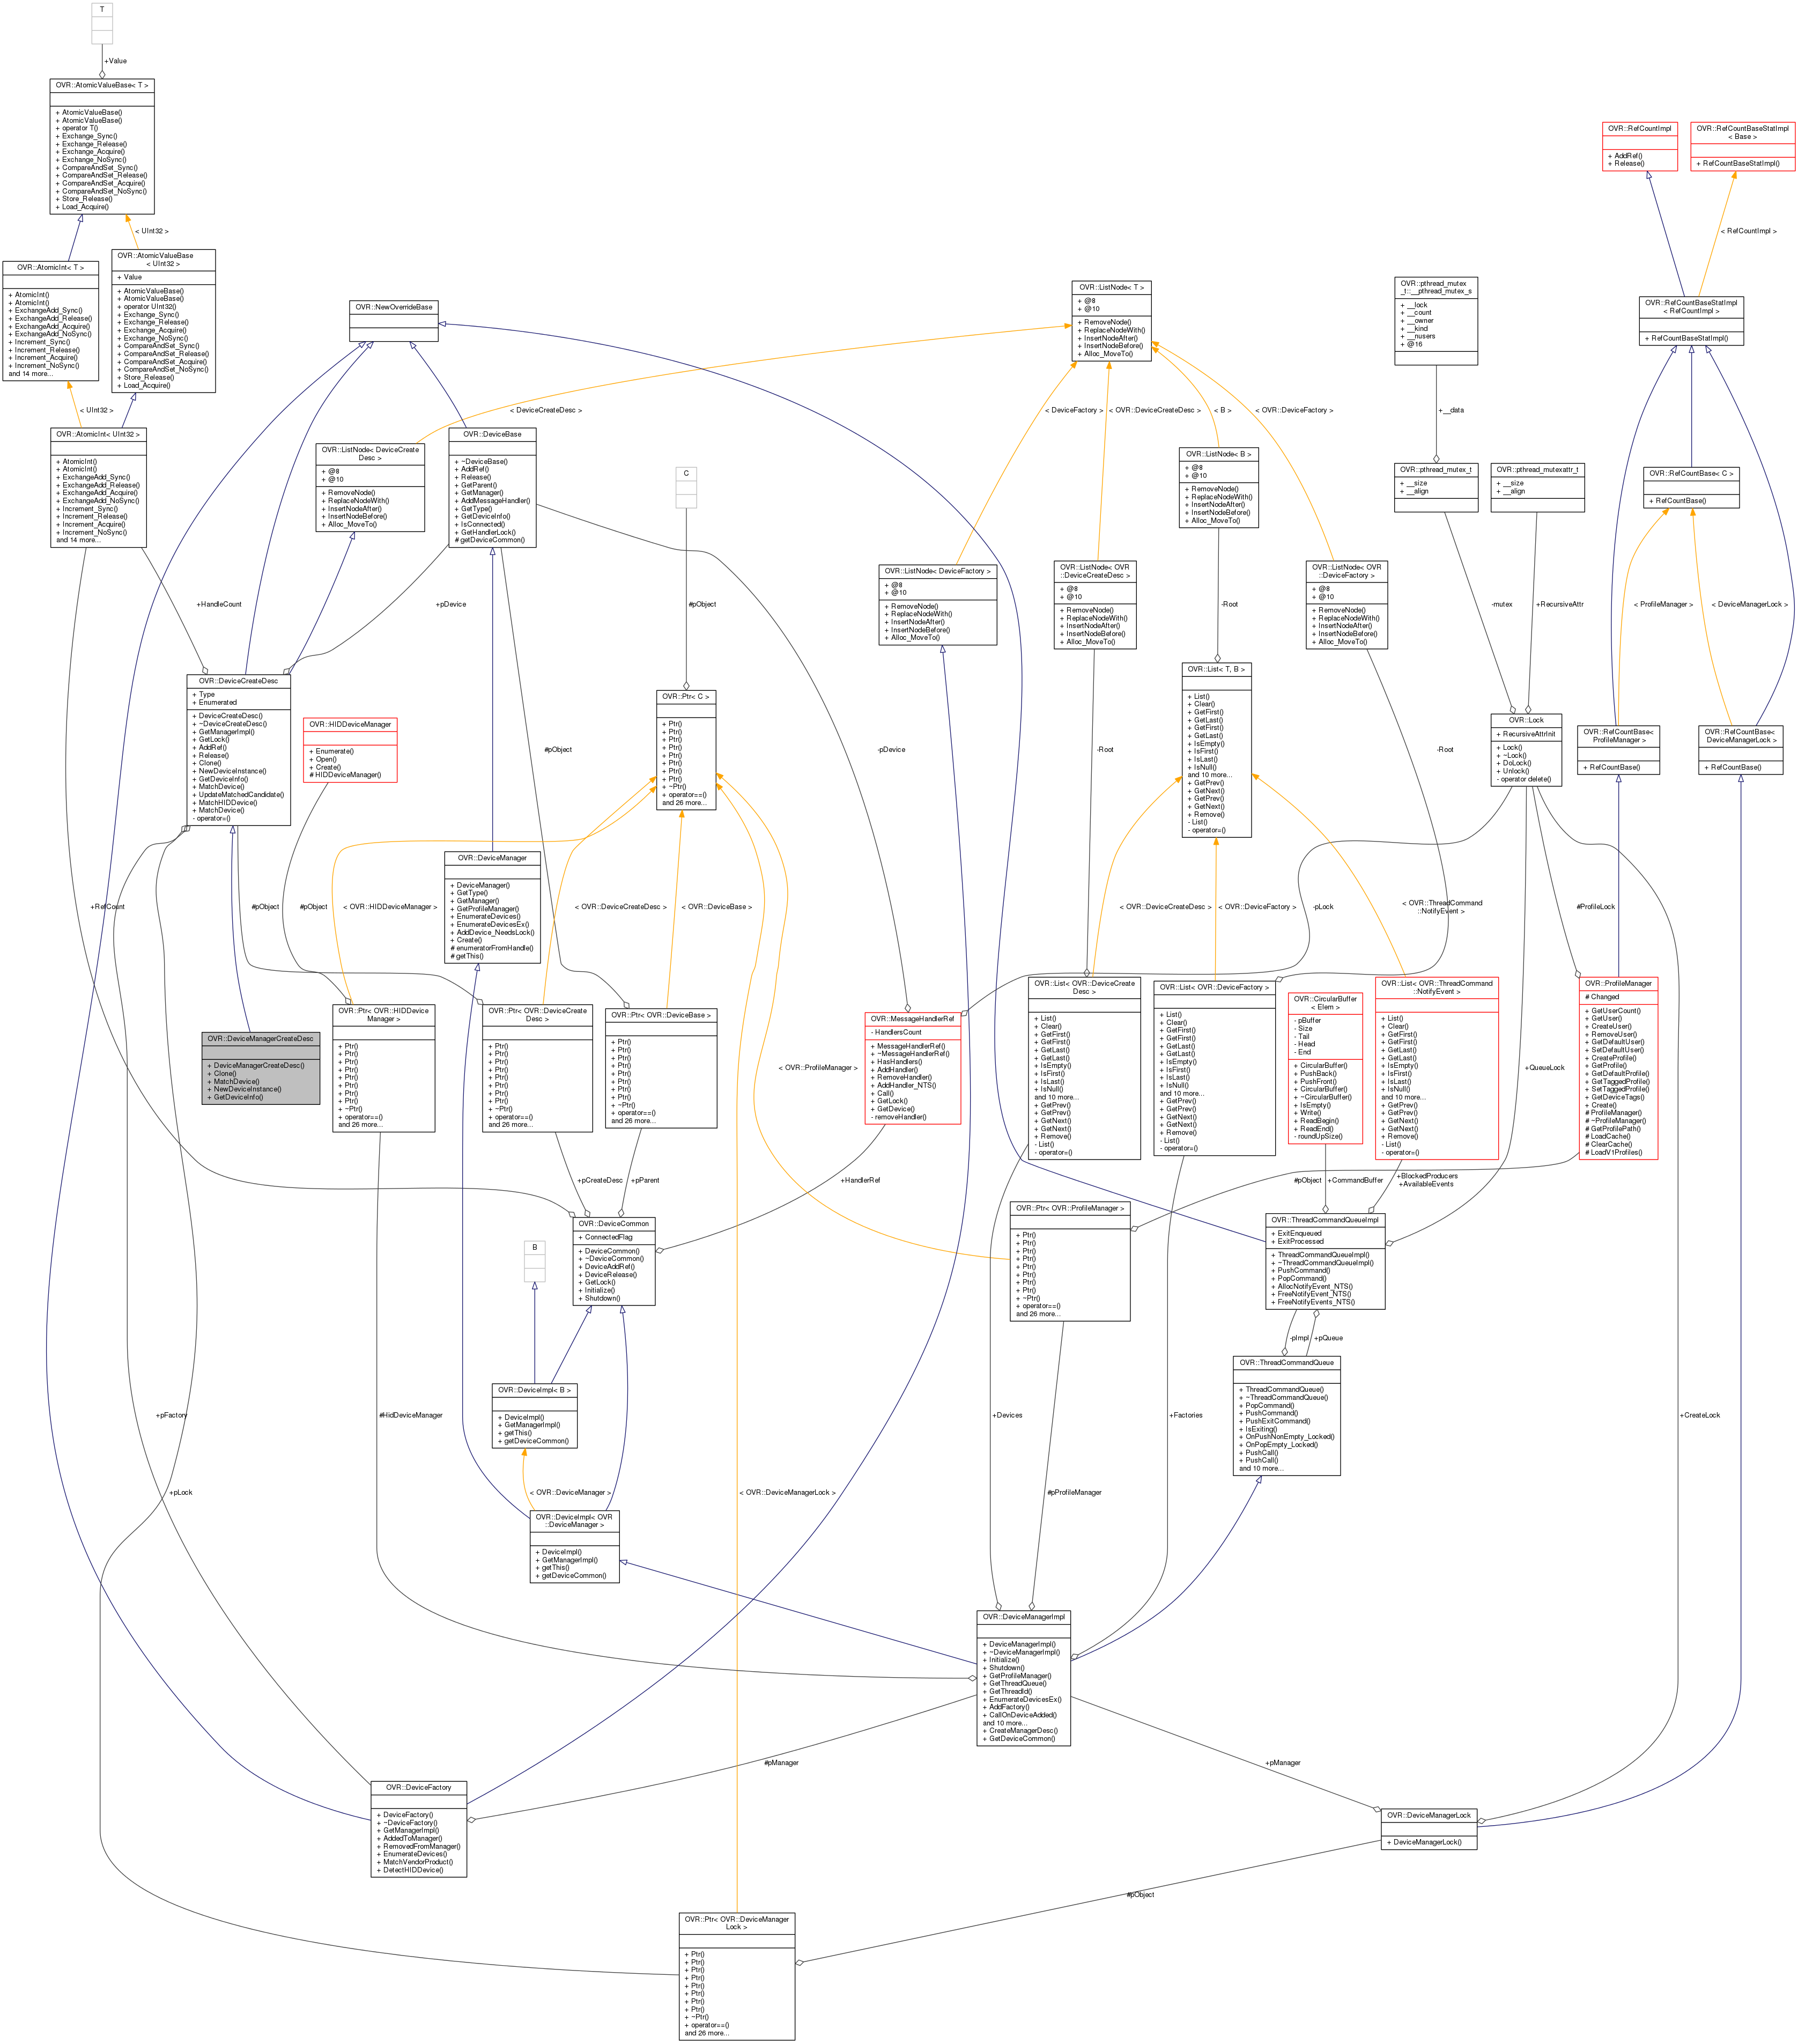 T
+Value
OVR::AtomicValueBase< T >
+ AtomicValueBase()
+ AtomicValueBase()
+ operator T()
+ Exchange_Sync()
+ Exchange_Release()
+ Exchange_Acquire()
+ Exchange_NoSync()
+ CompareAndSet_Sync()
+ CompareAndSet_Release()
+ CompareAndSet_Acquire()
+ CompareAndSet_NoSync()
+ Store_Release()
+ Load_Acquire()
OVR::RefCountImpl
+ AddRef()
+ Release()
OVR::RefCountBaseStatImpl
< Base >
+ RefCountBaseStatImpl()
< UInt32 >
< RefCountImpl >
OVR::AtomicInt< T >
+ AtomicInt()
+ AtomicInt()
+ ExchangeAdd_Sync()
+ ExchangeAdd_Release()
+ ExchangeAdd_Acquire()
+ ExchangeAdd_NoSync()
+ Increment_Sync()
+ Increment_Release()
+ Increment_Acquire()
+ Increment_NoSync()
and 14 more...
OVR::AtomicValueBase
< UInt32 >
+ Value
+ AtomicValueBase()
+ AtomicValueBase()
+ operator UInt32()
+ Exchange_Sync()
+ Exchange_Release()
+ Exchange_Acquire()
+ Exchange_NoSync()
+ CompareAndSet_Sync()
+ CompareAndSet_Release()
+ CompareAndSet_Acquire()
+ CompareAndSet_NoSync()
+ Store_Release()
+ Load_Acquire()
OVR::NewOverrideBase
OVR::ListNode< T >
+ @8
+ @10
+ RemoveNode()
+ ReplaceNodeWith()
+ InsertNodeAfter()
+ InsertNodeBefore()
+ Alloc_MoveTo()
OVR::pthread_mutex
_t::__pthread_mutex_s
+ __lock
+ __count
+ __owner
+ __kind
+ __nusers
+ @16
OVR::RefCountBaseStatImpl
< RefCountImpl >
+ RefCountBaseStatImpl()
< UInt32 >
< DeviceCreateDesc >
< DeviceFactory >
< OVR::DeviceCreateDesc >
< B >
< OVR::DeviceFactory >
+__data
OVR::AtomicInt< UInt32 >
+ AtomicInt()
+ AtomicInt()
+ ExchangeAdd_Sync()
+ ExchangeAdd_Release()
+ ExchangeAdd_Acquire()
+ ExchangeAdd_NoSync()
+ Increment_Sync()
+ Increment_Release()
+ Increment_Acquire()
+ Increment_NoSync()
and 14 more...
OVR::ListNode< DeviceCreate
Desc >
+ @8
+ @10
+ RemoveNode()
+ ReplaceNodeWith()
+ InsertNodeAfter()
+ InsertNodeBefore()
+ Alloc_MoveTo()
OVR::DeviceBase
+ ~DeviceBase()
+ AddRef()
+ Release()
+ GetParent()
+ GetManager()
+ AddMessageHandler()
+ GetType()
+ GetDeviceInfo()
+ IsConnected()
+ GetHandlerLock()
# getDeviceCommon()
C
OVR::ListNode< B >
+ @8
+ @10
+ RemoveNode()
+ ReplaceNodeWith()
+ InsertNodeAfter()
+ InsertNodeBefore()
+ Alloc_MoveTo()
pthread_mutex_t
+ __size
+ __align
OVR::pthread_mutexattr_t
+ __size
+ __align
OVR::RefCountBase< C >
+ RefCountBase()
OVR::ListNode< DeviceFactory >
+ @8
+ @10
+ RemoveNode()
+ ReplaceNodeWith()
+ InsertNodeAfter()
+ InsertNodeBefore()
+ Alloc_MoveTo()
OVR::ListNode< OVR
::DeviceCreateDesc >
+ @8
+ @10
+ RemoveNode()
+ ReplaceNodeWith()
+ InsertNodeAfter()
+ InsertNodeBefore()
+ Alloc_MoveTo()
OVR::ListNode< OVR
::DeviceFactory >
+ @8
+ @10
+ RemoveNode()
+ ReplaceNodeWith()
+ InsertNodeAfter()
+ InsertNodeBefore()
+ Alloc_MoveTo()
+HandleCount
+pDevice
#pObject
-Root
-mutex
+RecursiveAttr
< ProfileManager >
< DeviceManagerLock >
OVR::DeviceCreateDesc
+ Type
+ Enumerated
+ DeviceCreateDesc()
+ ~DeviceCreateDesc()
+ GetManagerImpl()
+ GetLock()
+ AddRef()
+ Release()
+ Clone()
+ NewDeviceInstance()
+ GetDeviceInfo()
+ MatchDevice()
+ UpdateMatchedCandidate()
+ MatchHIDDevice()
+ MatchDevice()
- operator=()
OVR::HIDDeviceManager
+ Enumerate()
+ Open()
+ Create()
# HIDDeviceManager()
OVR::Ptr< C >
+ Ptr()
+ Ptr()
+ Ptr()
+ Ptr()
+ Ptr()
+ Ptr()
+ Ptr()
+ Ptr()
+ ~Ptr()
+ operator==()
and 26 more...
OVR::List< T, B >
+ List()
+ Clear()
+ GetFirst()
+ GetLast()
+ GetFirst()
+ GetLast()
+ IsEmpty()
+ IsFirst()
+ IsLast()
+ IsNull()
and 10 more...
+ GetPrev()
+ GetNext()
+ GetPrev()
+ GetNext()
+ Remove()
- List()
- operator=()
OVR::Lock
+ RecursiveAttrInit
+ Lock()
+ ~Lock()
+ DoLock()
+ Unlock()
- operator delete()
OVR::RefCountBase<
ProfileManager >
+ RefCountBase()
OVR::RefCountBase<
DeviceManagerLock >
+ RefCountBase()
#pObject
-pDevice
-Root
-Root
OVR::DeviceManager
+ DeviceManager()
+ GetType()
+ GetManager()
+ GetProfileManager()
+ EnumerateDevices()
+ EnumerateDevicesEx()
+ AddDevice_NeedsLock()
+ Create()
# enumeratorFromHandle()
# getThis()
+RefCount
#pObject
#pObject
< OVR::HIDDeviceManager >
< OVR::DeviceCreateDesc >
< OVR::DeviceBase >
< OVR::DeviceCreateDesc >
< OVR::DeviceFactory >
-pLock
< OVR::ThreadCommand
::NotifyEvent >
#ProfileLock
OVR::DeviceManagerCreateDesc
+ DeviceManagerCreateDesc()
+ Clone()
+ MatchDevice()
+ NewDeviceInstance()
+ GetDeviceInfo()
OVR::Ptr< OVR::HIDDevice
Manager >
+ Ptr()
+ Ptr()
+ Ptr()
+ Ptr()
+ Ptr()
+ Ptr()
+ Ptr()
+ Ptr()
+ ~Ptr()
+ operator==()
and 26 more...
OVR::Ptr< OVR::DeviceCreate
Desc >
+ Ptr()
+ Ptr()
+ Ptr()
+ Ptr()
+ Ptr()
+ Ptr()
+ Ptr()
+ Ptr()
+ ~Ptr()
+ operator==()
and 26 more...
OVR::Ptr< OVR::DeviceBase >
+ Ptr()
+ Ptr()
+ Ptr()
+ Ptr()
+ Ptr()
+ Ptr()
+ Ptr()
+ Ptr()
+ ~Ptr()
+ operator==()
and 26 more...
< OVR::ProfileManager >
OVR::MessageHandlerRef
- HandlersCount
+ MessageHandlerRef()
+ ~MessageHandlerRef()
+ HasHandlers()
+ AddHandler()
+ RemoveHandler()
+ AddHandler_NTS()
+ Call()
+ GetLock()
+ GetDevice()
- removeHandler()
OVR::List< OVR::DeviceCreate
Desc >
+ List()
+ Clear()
+ GetFirst()
+ GetFirst()
+ GetLast()
+ GetLast()
+ IsEmpty()
+ IsFirst()
+ IsLast()
+ IsNull()
and 10 more...
+ GetPrev()
+ GetPrev()
+ GetNext()
+ GetNext()
+ Remove()
- List()
- operator=()
OVR::List< OVR::DeviceFactory >
+ List()
+ Clear()
+ GetFirst()
+ GetFirst()
+ GetLast()
+ GetLast()
+ IsEmpty()
+ IsFirst()
+ IsLast()
+ IsNull()
and 10 more...
+ GetPrev()
+ GetPrev()
+ GetNext()
+ GetNext()
+ Remove()
- List()
- operator=()
OVR::CircularBuffer
< Elem >
- pBuffer
- Size
- Tail
- Head
- End
+ CircularBuffer()
+ PushBack()
+ PushFront()
+ CircularBuffer()
+ ~CircularBuffer()
+ IsEmpty()
+ Write()
+ ReadBegin()
+ ReadEnd()
- roundUpSize()
OVR::List< OVR::ThreadCommand
::NotifyEvent >
+ List()
+ Clear()
+ GetFirst()
+ GetFirst()
+ GetLast()
+ GetLast()
+ IsEmpty()
+ IsFirst()
+ IsLast()
+ IsNull()
and 10 more...
+ GetPrev()
+ GetPrev()
+ GetNext()
+ GetNext()
+ Remove()
- List()
- operator=()
+QueueLock
OVR::ProfileManager
# Changed
+ GetUserCount()
+ GetUser()
+ CreateUser()
+ RemoveUser()
+ GetDefaultUser()
+ SetDefaultUser()
+ CreateProfile()
+ GetProfile()
+ GetDefaultProfile()
+ GetTaggedProfile()
+ SetTaggedProfile()
+ GetDeviceTags()
+ Create()
# ProfileManager()
# ~ProfileManager()
# GetProfilePath()
# LoadCache()
# ClearCache()
# LoadV1Profiles()
+pCreateDesc
+pParent
+HandlerRef
#pObject
+CommandBuffer
+BlockedProducers
+AvailableEvents
OVR::DeviceCommon
+ ConnectedFlag
+ DeviceCommon()
+ ~DeviceCommon()
+ DeviceAddRef()
+ DeviceRelease()
+ GetLock()
+ Initialize()
+ Shutdown()
B
OVR::Ptr< OVR::ProfileManager >
+ Ptr()
+ Ptr()
+ Ptr()
+ Ptr()
+ Ptr()
+ Ptr()
+ Ptr()
+ Ptr()
+ ~Ptr()
+ operator==()
and 26 more...
OVR::ThreadCommandQueueImpl
+ ExitEnqueued
+ ExitProcessed
+ ThreadCommandQueueImpl()
+ ~ThreadCommandQueueImpl()
+ PushCommand()
+ PopCommand()
+ AllocNotifyEvent_NTS()
+ FreeNotifyEvent_NTS()
+ FreeNotifyEvents_NTS()
-pImpl
+pQueue
OVR::DeviceImpl< B >
+ DeviceImpl()
+ GetManagerImpl()
+ getThis()
+ getDeviceCommon()
OVR::ThreadCommandQueue
+ ThreadCommandQueue()
+ ~ThreadCommandQueue()
+ PopCommand()
+ PushCommand()
+ PushExitCommand()
+ IsExiting()
+ OnPushNonEmpty_Locked()
+ OnPopEmpty_Locked()
+ PushCall()
+ PushCall()
and 10 more...
+pFactory
#HidDeviceManager
+Devices
+Factories
+CreateLock
+pLock
< OVR::DeviceManager >
< OVR::DeviceManagerLock >
#pProfileManager
OVR::DeviceImpl< OVR
::DeviceManager >
+ DeviceImpl()
+ GetManagerImpl()
+ getThis()
+ getDeviceCommon()
OVR::DeviceManagerImpl
+ DeviceManagerImpl()
+ ~DeviceManagerImpl()
+ Initialize()
+ Shutdown()
+ GetProfileManager()
+ GetThreadQueue()
+ GetThreadId()
+ EnumerateDevicesEx()
+ AddFactory()
+ CallOnDeviceAdded()
and 10 more...
+ CreateManagerDesc()
+ GetDeviceCommon()
#pManager
+pManager
OVR::DeviceFactory
+ DeviceFactory()
+ ~DeviceFactory()
+ GetManagerImpl()
+ AddedToManager()
+ RemovedFromManager()
+ EnumerateDevices()
+ MatchVendorProduct()
+ DetectHIDDevice()
OVR::DeviceManagerLock
+ DeviceManagerLock()
#pObject
OVR::Ptr< OVR::DeviceManager
Lock >
+ Ptr()
+ Ptr()
+ Ptr()
+ Ptr()
+ Ptr()
+ Ptr()
+ Ptr()
+ Ptr()
+ ~Ptr()
+ operator==()
and 26 more...